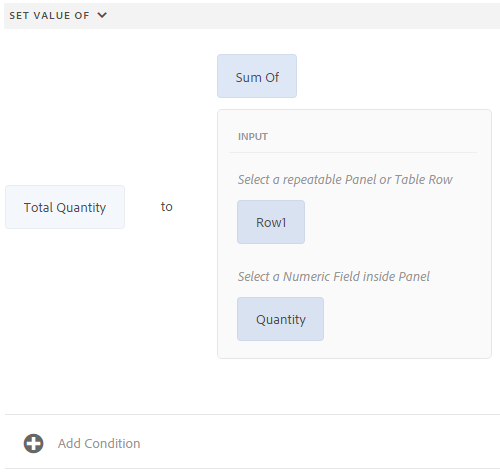 SET VALUE OF
Sum Of
INPUT
Select a repeatable Panel or Table Row
Total Quantity to
Row1
Select a Numeric Field inside Panel
Quantity
Add Condition